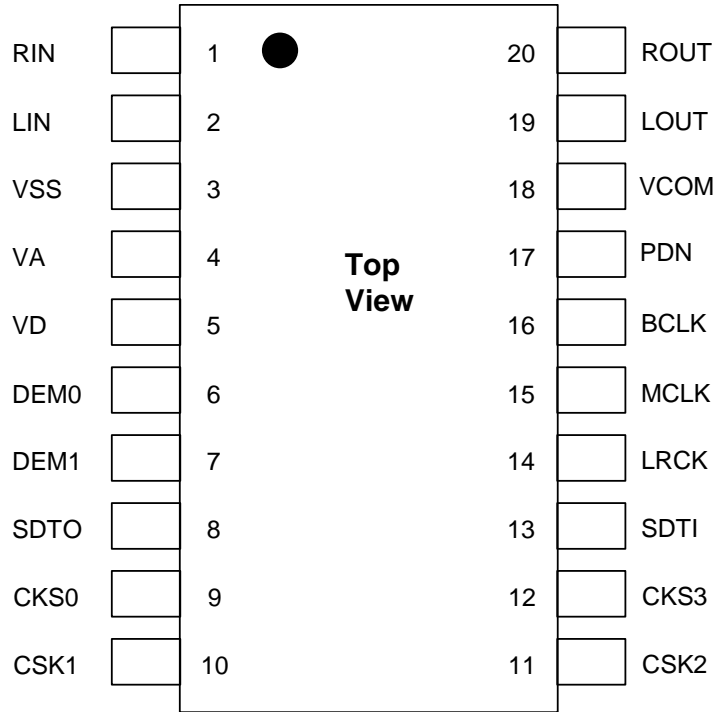 RIN 1 20 ROUT
LIN 2 19 LOUT
VSS 3 18 VCOM
VA 4 Top 17 PDN
View
VD 5 16 BCLK
DEM0 6 15 MCLK
DEM1 7 14 LRCK
SDTO 8 13 SDTI
CKS0 9 12 CKS3
CSK1 10 11 CSK2